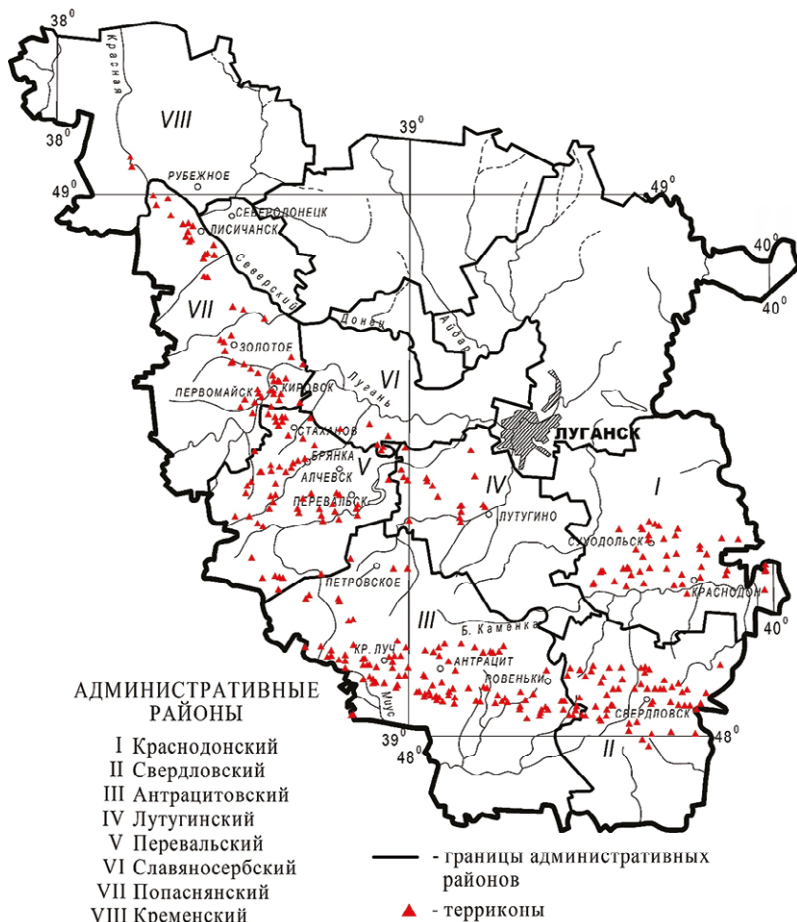 38⁰
Красная
VIII
38⁰
39⁰
РУБЕЖНОЕ
49⁰
49⁰
СЕВЕРОДОНЕЦК
ЛИСИЧАНСК
40⁰
Северский
40⁰
VII
Донец
Айдар
ЗОЛОТОЕ
VI
Лугань
ПЕРВОМАЙСК
КИРОВСК
СТАХАНОВ
ЛУГАНСК
БРЯНКА
V
АЛЧЕВСК
IV
I
ПЕРЕВАЛЬСК
ЛУТУГИНО
СУХОДОЛЬСК
ПЕТРОВСКОЕ
КРАСНОДОН
40⁰
III
Б. Каменка
КР. ЛУЧ
АНТРАЦИТ
РОВЕНЬКИ
Миус
СВЕРДЛОВСК
39⁰
48⁰
48⁰
II
АДМИНИСТРАТИВНЫЕ
РАЙОНЫ
I Краснодонский
II Свердловский
III Антрацитовский
IV Лутугинский
V Перевальский
VI Славяносербский
VII Попаснянский
VIII Кременский
- границы административных
районов
- терриконы